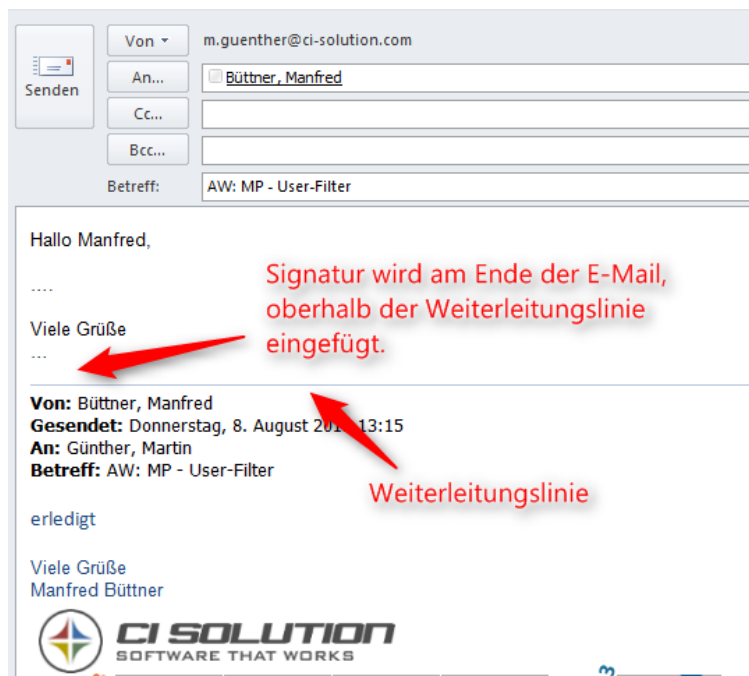 Von
m.guenther@ci-solution.com
Senden
An...
Büttner, Manfred
Cc...
Bcc...
Betreff:
AW: MP - User-Filter
Hallo Manfred,
....
Signatur wird am Ende der E-Mail,
oberhalb der Weiterleitungslinie
eingefügt.
Viele Grüße
...
Von: Büttner, Manfred
Gesendet: Donnerstag, 8. August 13:15
An: Günther, Martin
Betreff: AW: MP - User-Filter
Weiterleitungslinie
erledigt
Viele Grüße
Manfred Büttner
CI SOLUTION
SOFTWARE THAT WORKS